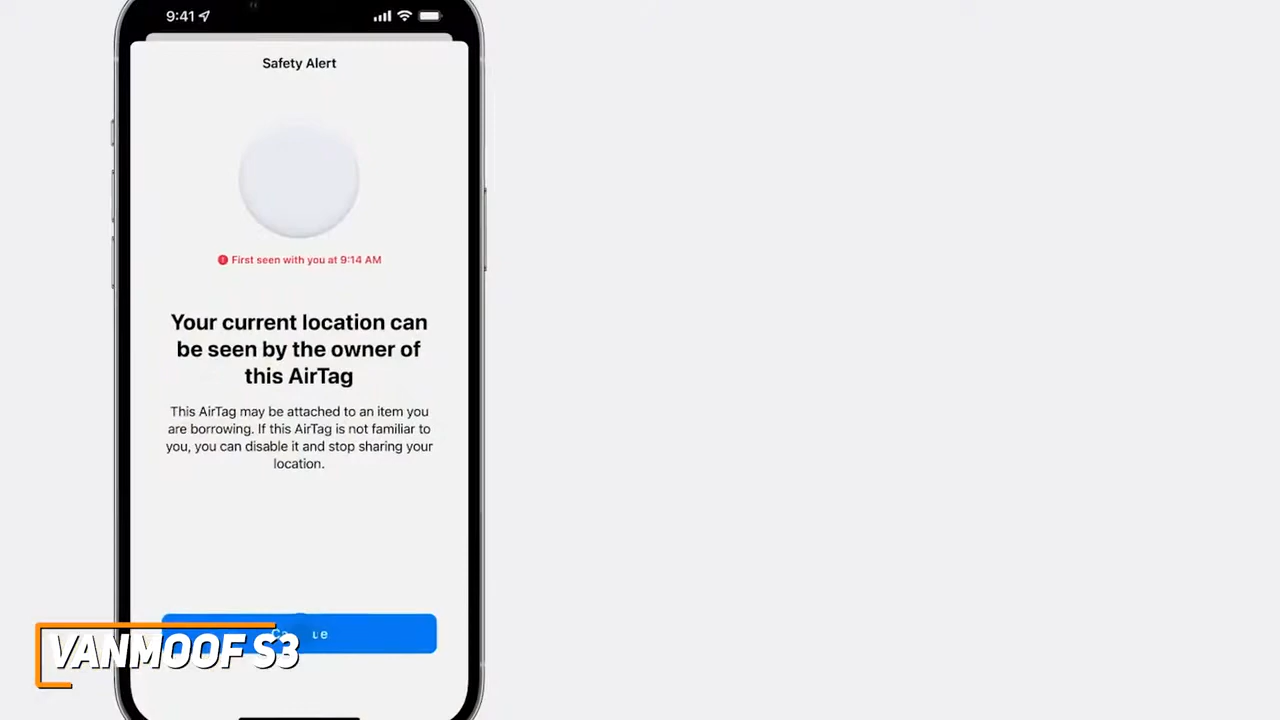 9:41
Safety Alert
First seen with you at 9:14 AM
Your current location can
be seen by the owner of
this AirTag
This AirTag may be attached to an item you
are borrowing. If this AirTag is not familiar to
you, you can disable it and stop sharing your
location.
VANMOOF S3